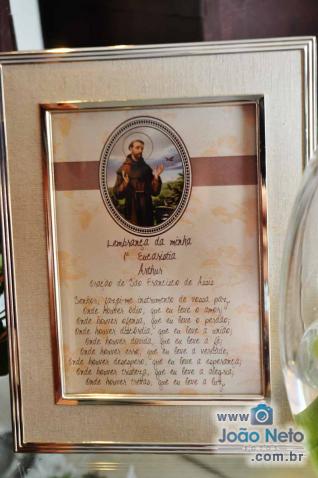 Lembrança da minha
1ª Eucaristia
Arthur
Oração de São Francisco de Assis
Senhor, fazei-me instrumento de vossa paz,
Onde houver ódio, que eu leve o amor;
Onde houver ofensa, que eu leve o perdão;
Onde houver discórdia, que eu leve a união;
Onde houver dúvida, que eu leve a fé;
Onde houver erro, que eu leve a verdade;
Onde houver desespero, que eu leve a esperança;
Onde houver tristeza, que eu leve a alegria;
Onde houver trevas, que eu leve a luz,
www.
João Neto
.com.br